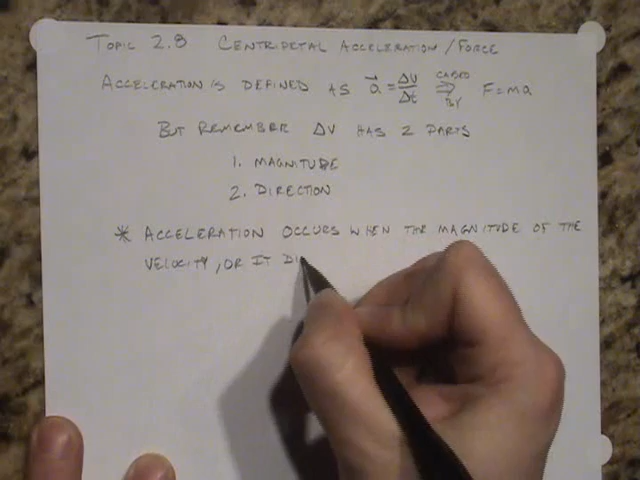 TOPIC 2.8 CENTRIPETAL ACCELERATION / FORCE
ACCELERATION IS DEFINED AS a⃗ = ΔV/Δt CAUSED BY ⇒ F = ma
BUT REMEMBER ΔV HAS 2 PARTS
1. MAGNITUDE
2. DIRECTION
* ACCELERATION OCCURS WHEN THE MAGNITUDE OF THE
VELOCITY, OR IT DI